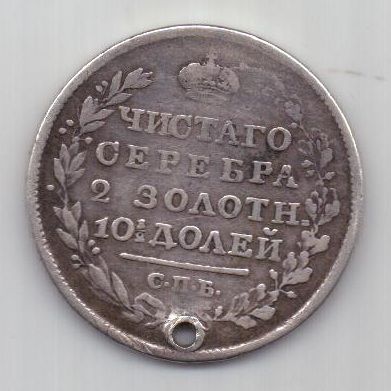 ЧИСТАГО
СЕРЕБРА
2 ЗОЛОТН.
10½ ДОЛЕЙ
С.П.Б.